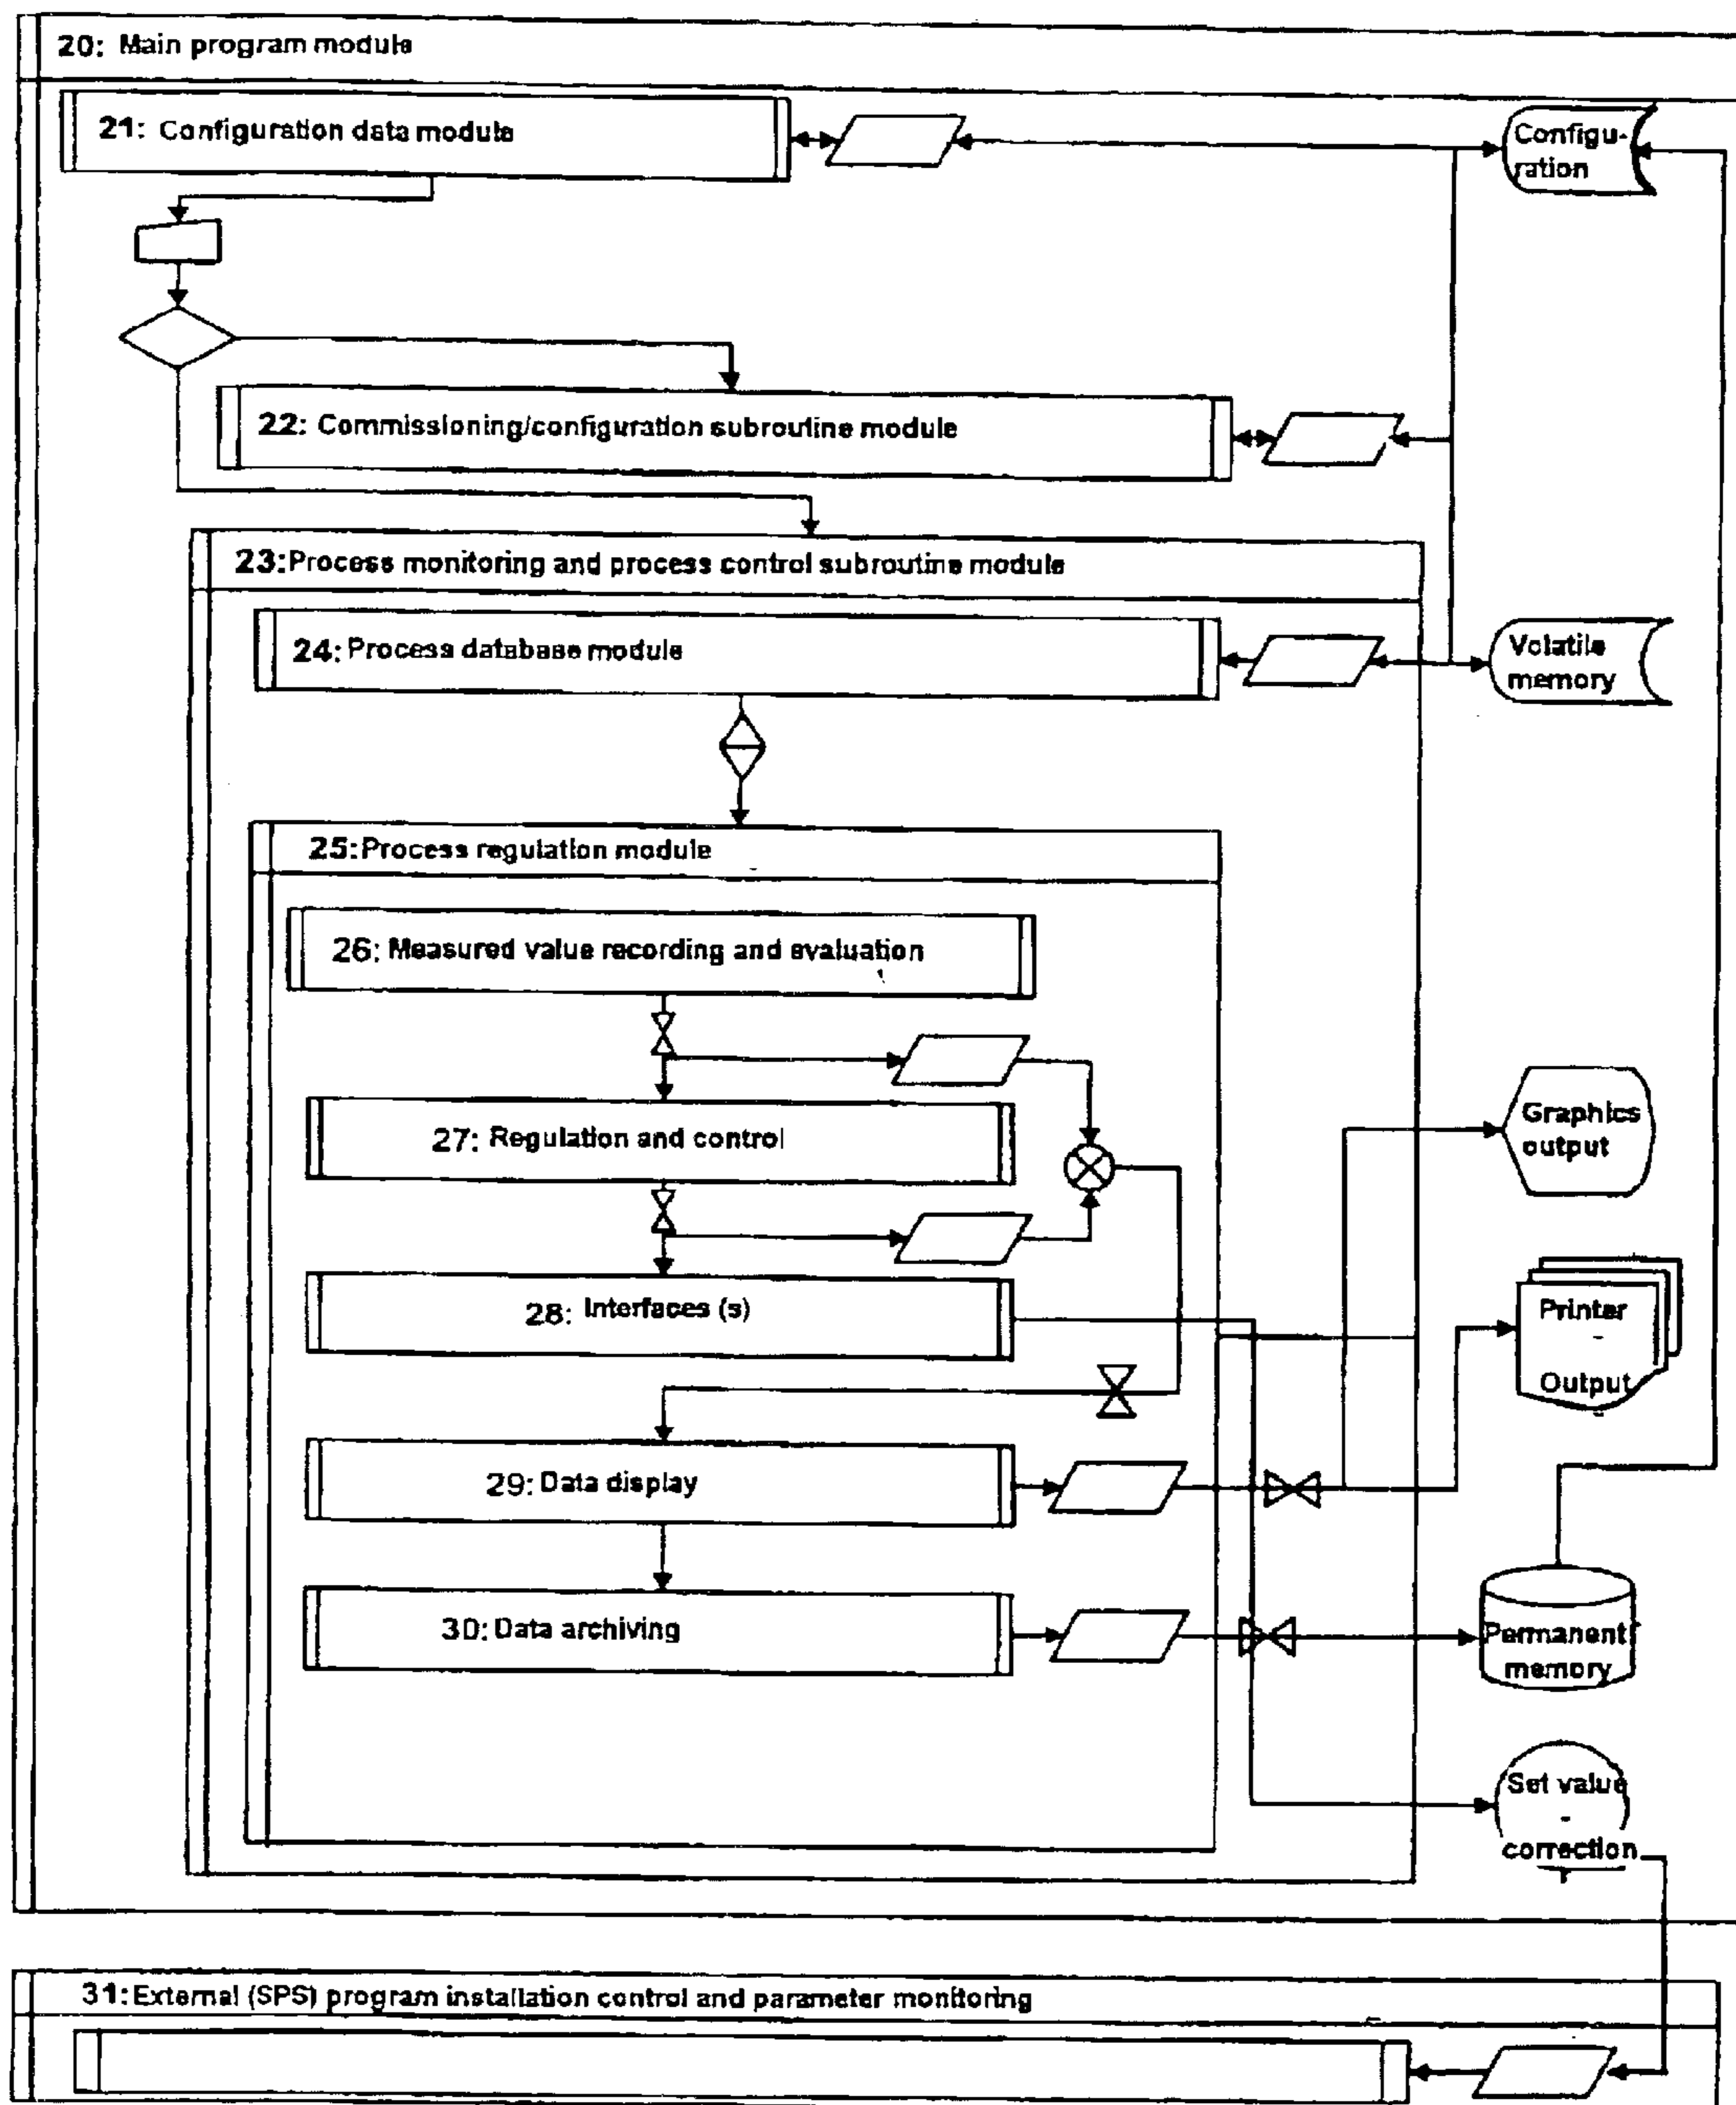 20: Main program module
21: Configuration data module
Configu-
ration
22: Commissioning/configuration subroutine module
23:Process monitoring and process control subroutine module
24: Process database module
Volatile
memory
25:Process regulation module
26: Measured value recording and evaluation
27: Regulation and control
Graphics
output
28: Interfaces (s)
Printer
-
Output
29: Data display
30: Data archiving
Permanent
memory
Set value
-
correction
31:External (SPS) program installation control and parameter monitoring